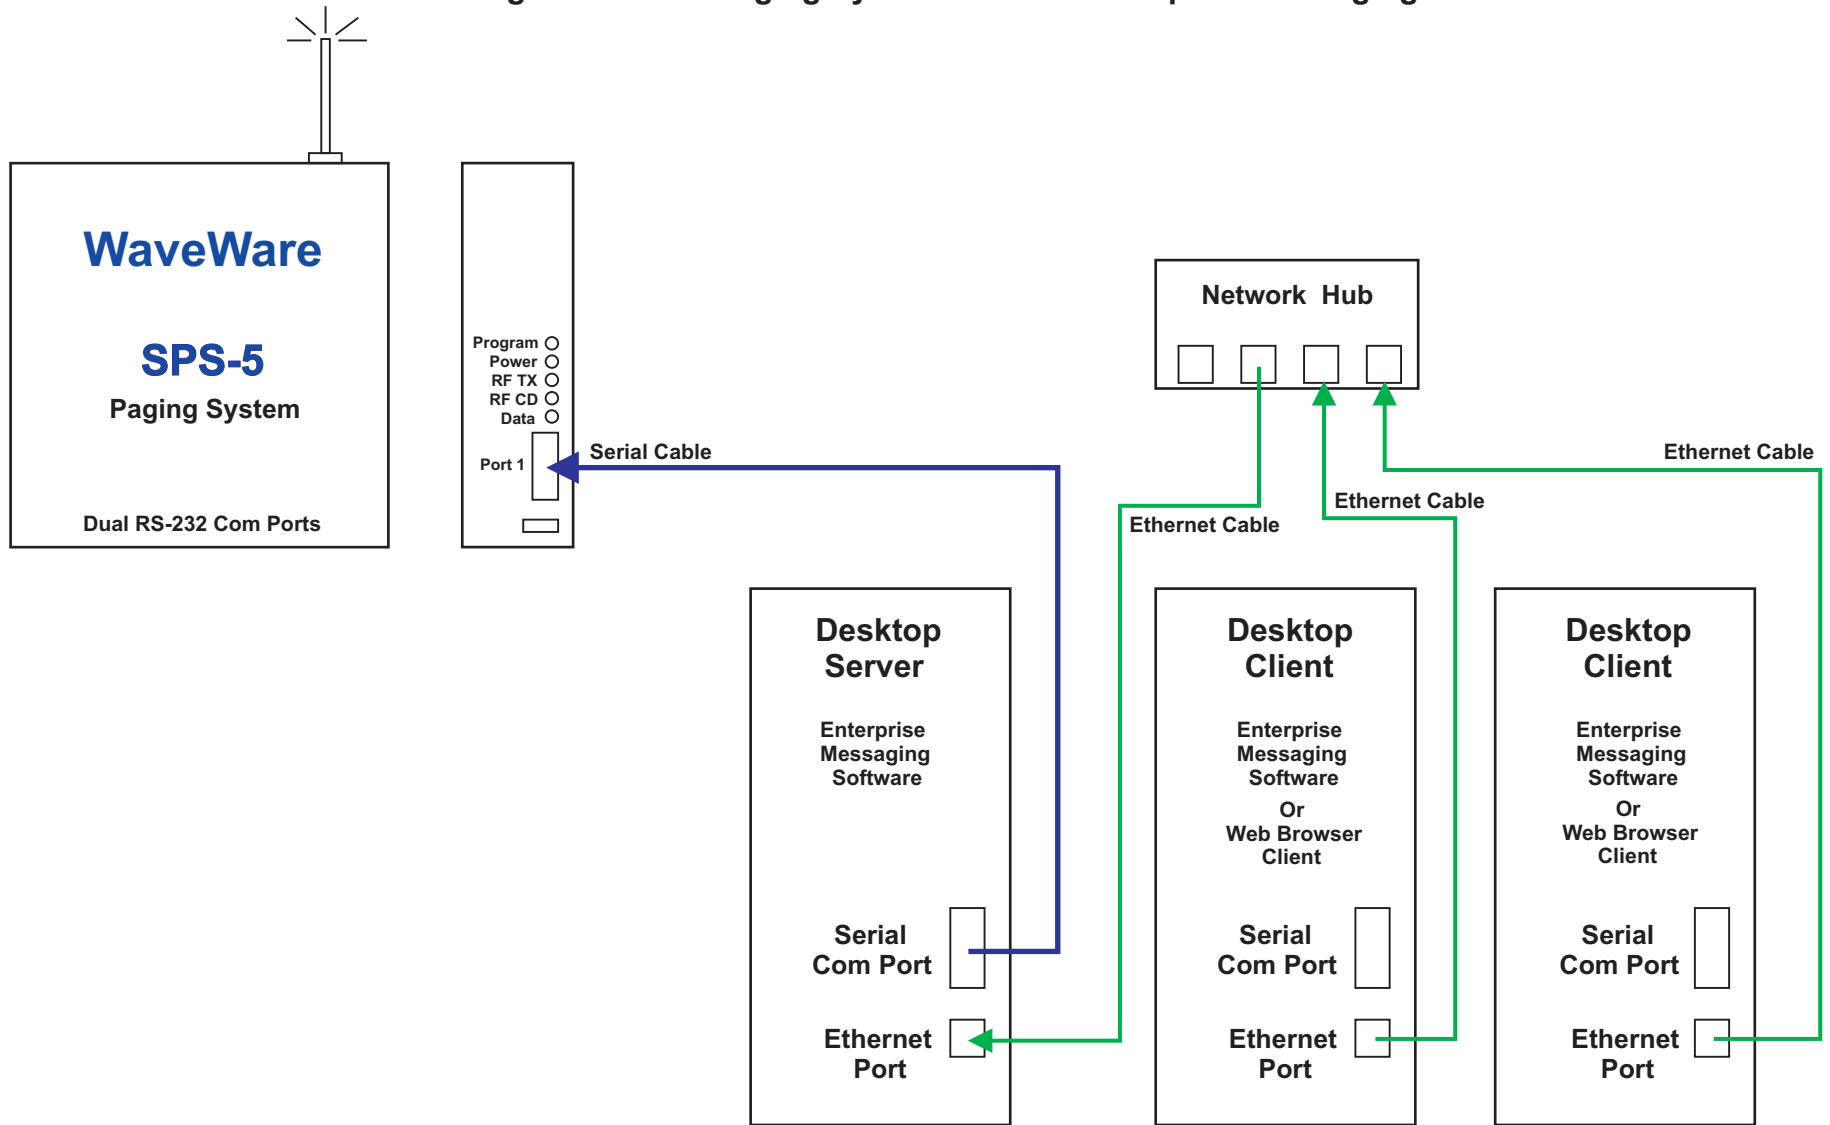 WaveWare
SPS-5
Paging System
Dual RS-232 Com Ports
Program
Power
RF TX
RF CD
Data
Port 1
Serial Cable
Network Hub
Ethernet Cable
Ethernet Cable
Ethernet Cable
Desktop
Server
Enterprise
Messaging
Software
Serial
Com Port
Ethernet
Port
Desktop
Client
Enterprise
Messaging
Software
Or
Web Browser
Client
Serial
Com Port
Ethernet
Port
Desktop
Client
Enterprise
Messaging
Software
Or
Web Browser
Client
Serial
Com Port
Ethernet
Port